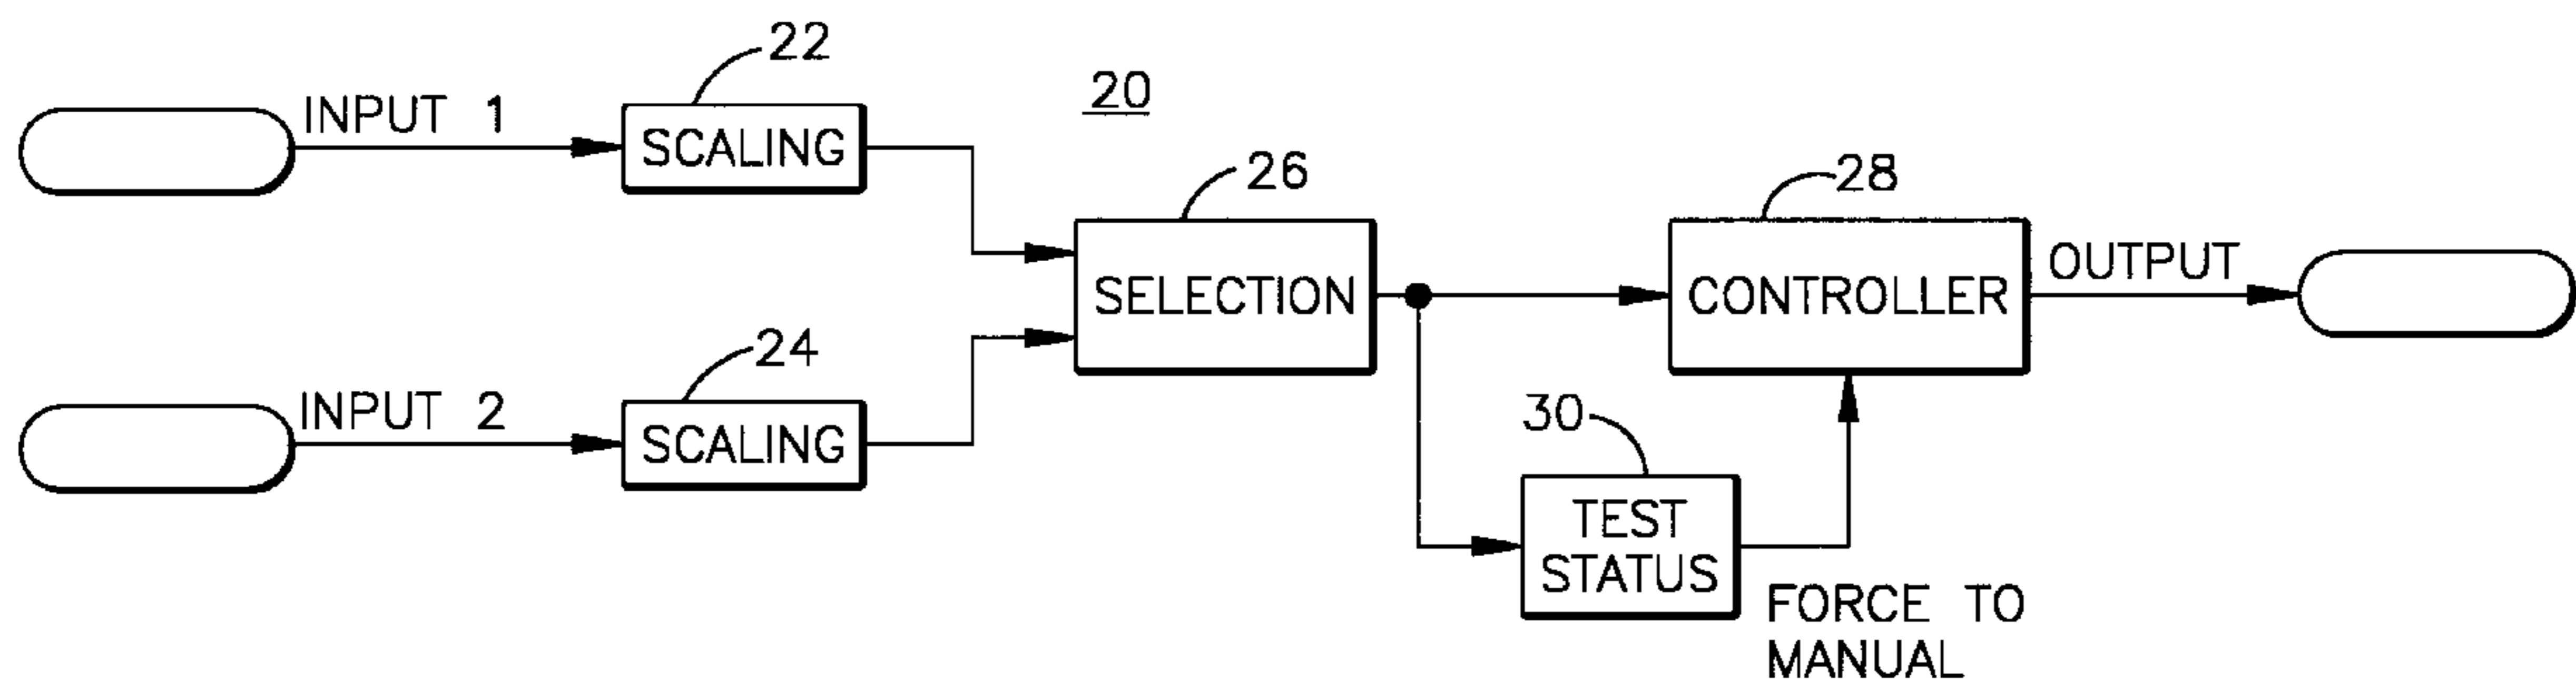 22
20
INPUT 1
SCALING
26
28
SELECTION
CONTROLLER
OUTPUT
24
INPUT 2
SCALING
30
TEST
STATUS
FORCE TO
MANUAL